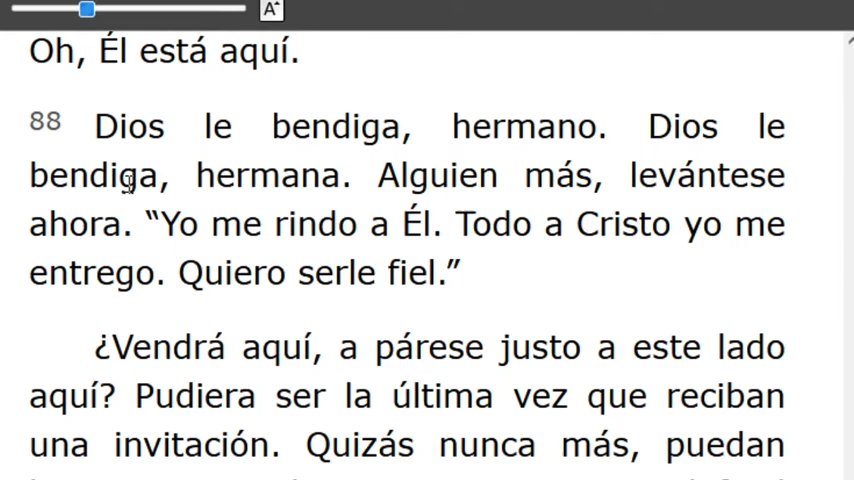 A
Oh, Él está aquí.
88 Dios le bendiga, hermano. Dios le
bendiga, hermana. Alguien más, levántese
ahora. “Yo me rindo a Él. Todo a Cristo yo me
entrego. Quiero serle fiel.”
¿Vendrá aquí, a párese justo a este lado
aquí? Pudiera ser la última vez que reciban
una invitación. Quizás nunca más, puedan